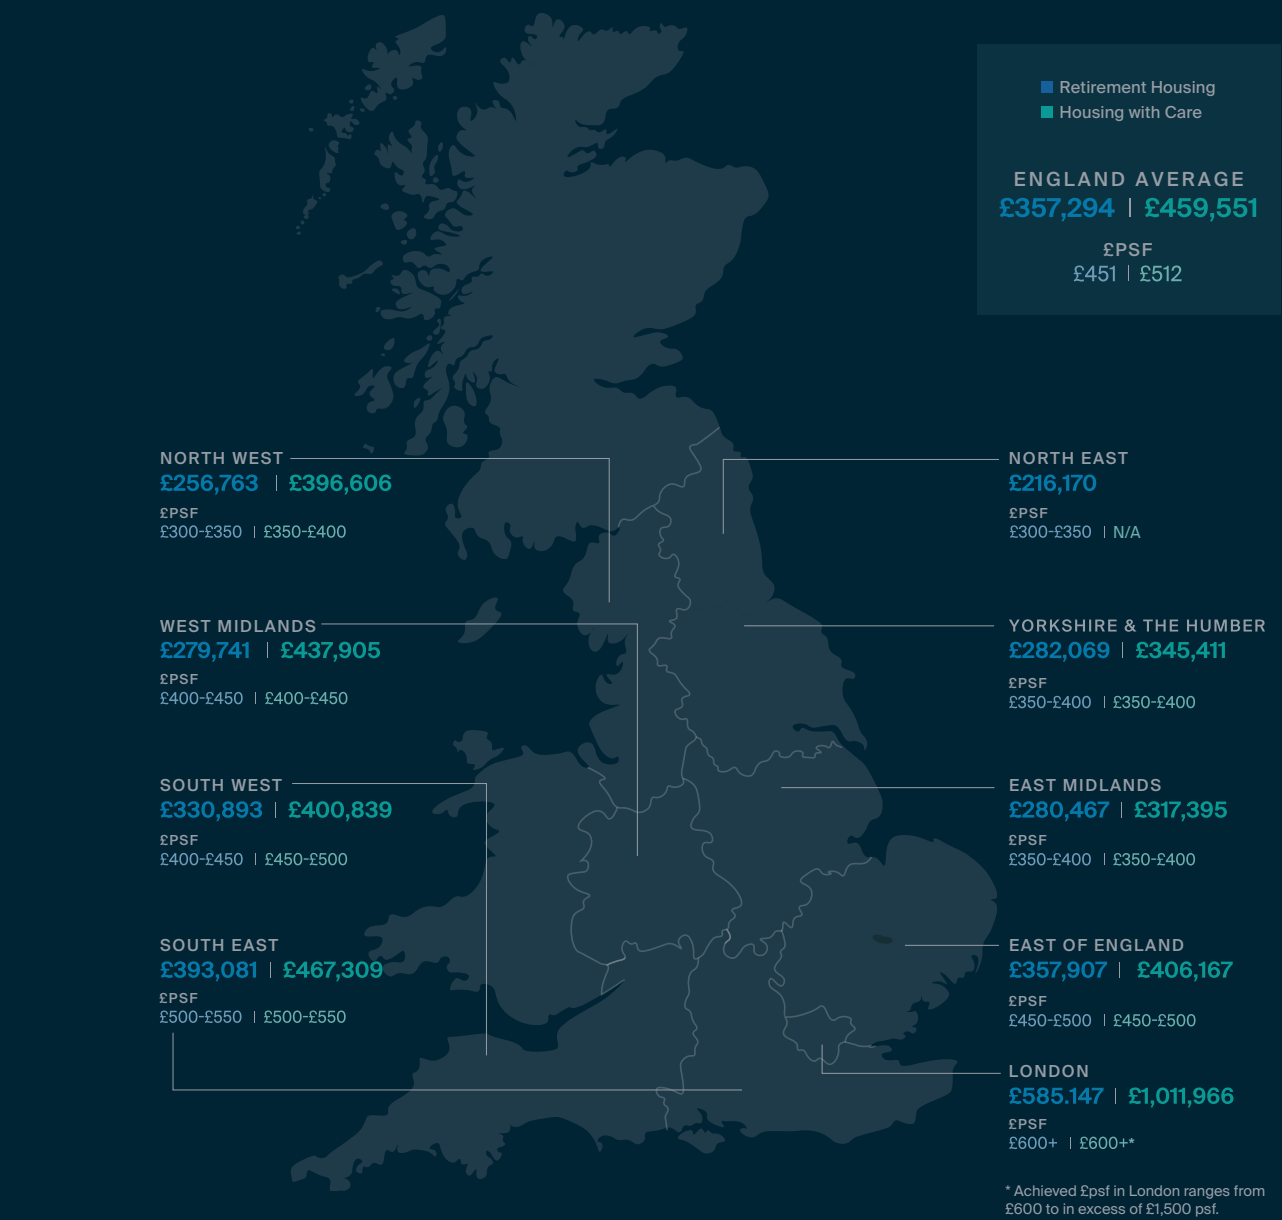 Retirement Housing
Housing with Care
ENGLAND AVERAGE
£357,294 | £459,551
£PSF
£451 | £512
NORTH WEST
£256,763 | £396,606
£PSF
£300-£350 | £350-£400
NORTH EAST
£216,170
£PSF
£300-£350 | N/A
WEST MIDLANDS
£279,741 | £437,905
£PSF
£400-£450 | £400-£450
YORKSHIRE & THE HUMBER
£282,069 | £345,411
£PSF
£350-£400 | £350-£400
SOUTH WEST
£330,893 | £400,839
£PSF
£400-£450 | £450-£500
EAST MIDLANDS
£280,467 | £317,395
£PSF
£350-£400 | £350-£400
SOUTH EAST
£393,081 | £467,309
£PSF
£500-£550 | £500-£550
EAST OF ENGLAND
£357,907 | £406,167
£PSF
£450-£500 | £450-£500
LONDON
£585.147 | £1,011,966
£PSF
£600+ | £600+*
* Achieved £psf in London ranges from
£600 to in excess of £1,500 psf.